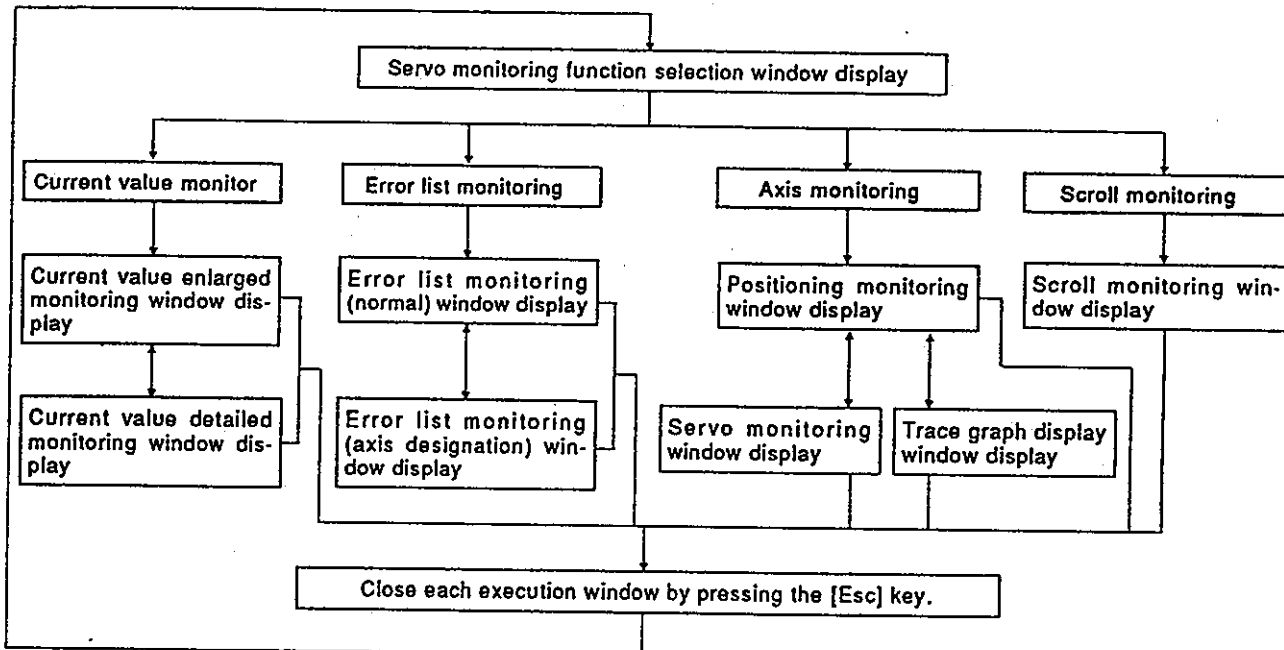 Servo monitoring function selection window display
Current value monitor
Error list monitoring
Axis monitoring
Scroll monitoring
Current value enlarged
monitoring window dis-
play
Error list monitoring
(normal) window display
Positioning monitoring
window display
Scroll monitoring win-
dow display
Current value detailed
monitoring window dis-
play
Error list monitoring
(axis designation) win-
dow display
Servo monitoring
window display
Trace graph display
window display
Close each execution window by pressing the [Esc] key.